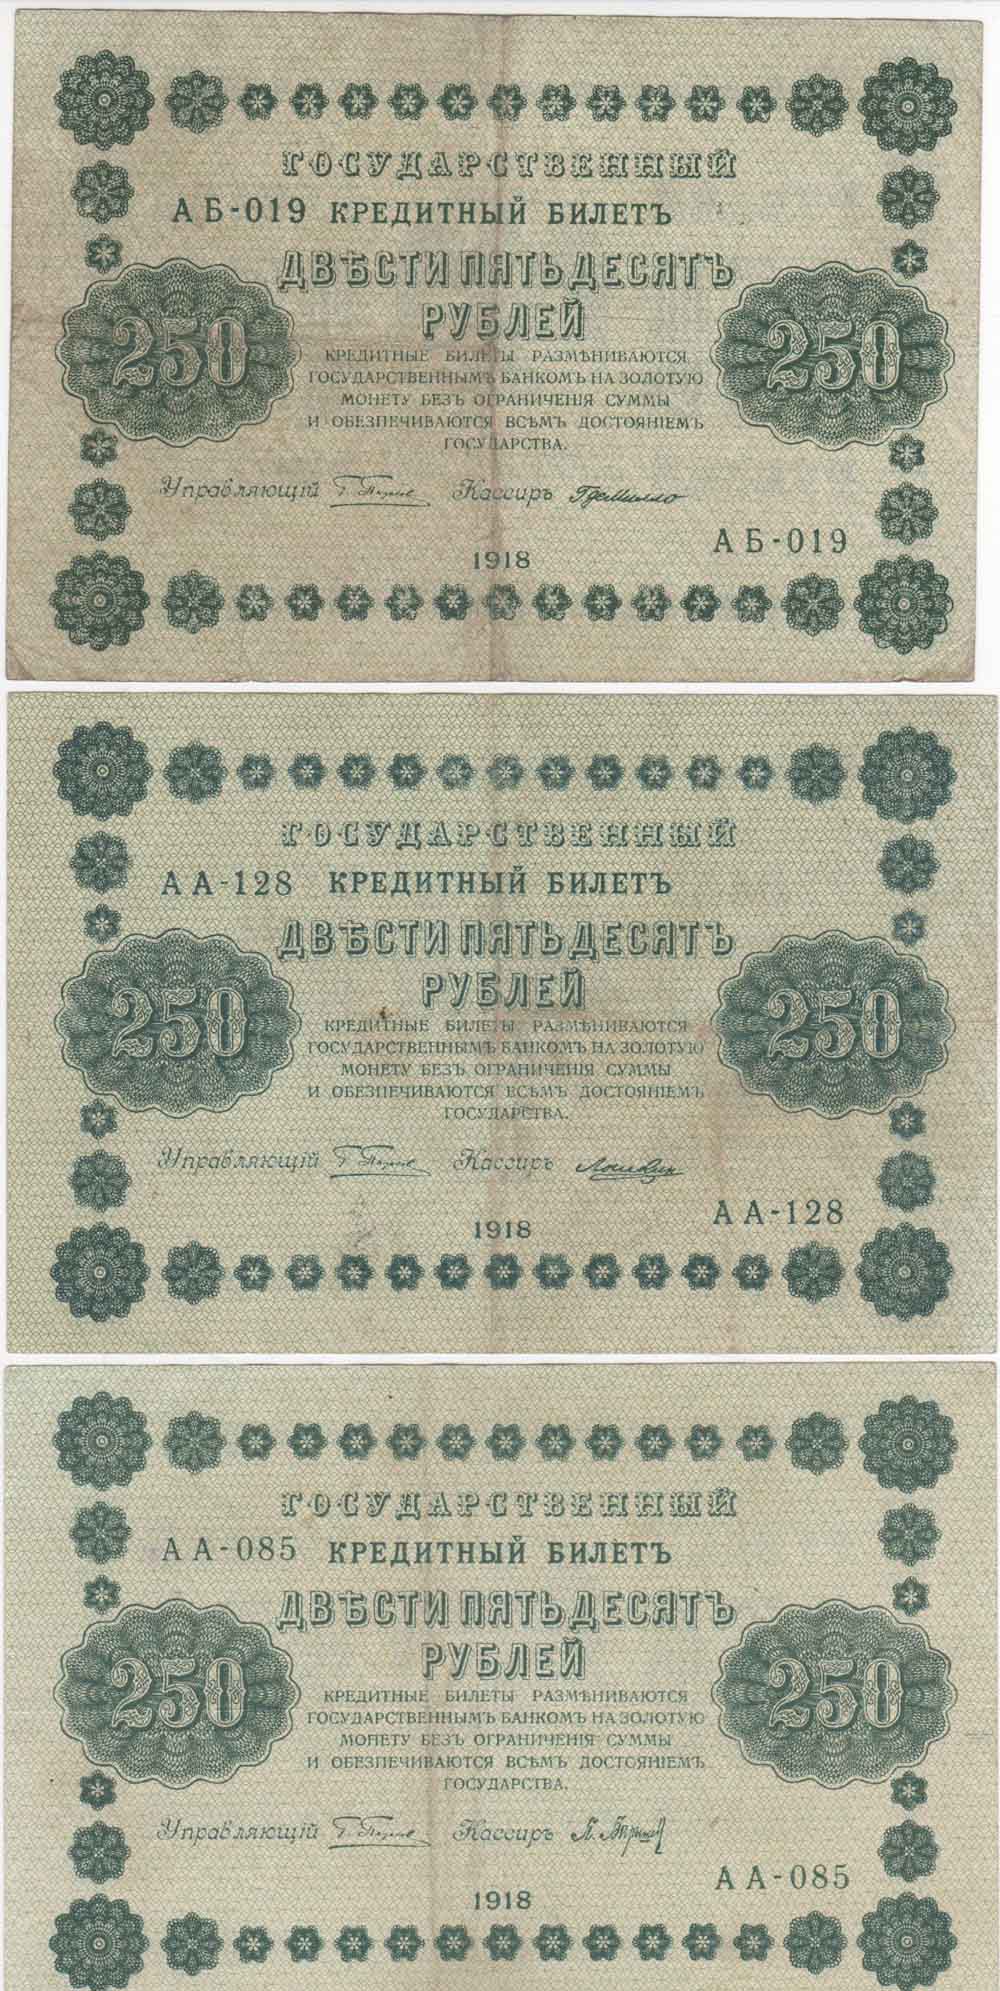 ГОСУДАРСТВЕННЫЙ
АБ-019 КРЕДИТНЫЙ БИЛЕТЪ
ДВѢСТИ ПЯТЬДЕСЯТЪ
РУБЛЕЙ
250 250
КРЕДИТНЫЕ БИЛЕТЫ РАЗМѢНИВАЮТСЯ
ГОСУДАРСТВЕННЫМЪ БАНКОМЪ НА ЗОЛОТУЮ
МОНЕТУ БЕЗЪ ОГРАНИЧЕНІЯ СУММЫ
И ОБЕЗПЕЧИВАЮТСЯ ВСѢМЪ ДОСТОЯНІЕМЪ
ГОСУДАРСТВА.
Управляющій Кассиръ
АБ-019
1918
ГОСУДАРСТВЕННЫЙ
АА-128 КРЕДИТНЫЙ БИЛЕТЪ
ДВѢСТИ ПЯТЬДЕСЯТЪ
РУБЛЕЙ
250 250
КРЕДИТНЫЕ БИЛЕТЫ РАЗМѢНИВАЮТСЯ
ГОСУДАРСТВЕННЫМЪ БАНКОМЪ НА ЗОЛОТУЮ
МОНЕТУ БЕЗЪ ОГРАНИЧЕНІЯ СУММЫ
И ОБЕЗПЕЧИВАЮТСЯ ВСѢМЪ ДОСТОЯНІЕМЪ
ГОСУДАРСТВА.
Управляющій Кассиръ
АА-128
1918
ГОСУДАРСТВЕННЫЙ
АА-085 КРЕДИТНЫЙ БИЛЕТЪ
ДВѢСТИ ПЯТЬДЕСЯТЪ
РУБЛЕЙ
250 250
КРЕДИТНЫЕ БИЛЕТЫ РАЗМѢНИВАЮТСЯ
ГОСУДАРСТВЕННЫМЪ БАНКОМЪ НА ЗОЛОТУЮ
МОНЕТУ БЕЗЪ ОГРАНИЧЕНІЯ СУММЫ
И ОБЕЗПЕЧИВАЮТСЯ ВСѢМЪ ДОСТОЯНІЕМЪ
ГОСУДАРСТВА.
Управляющій Кассиръ
АА-085
1918